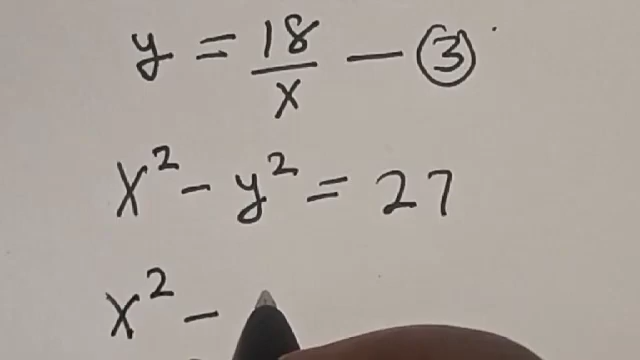 y = 18/x — ③
x² - y² = 27
x² -